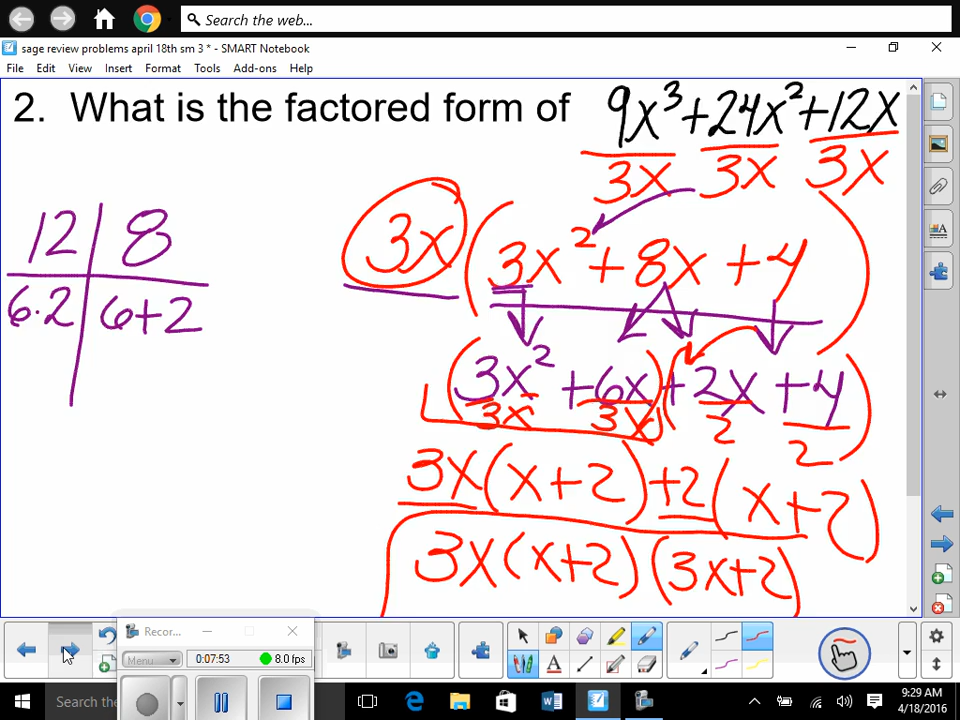 Search the web...
sage review problems april 18th sm 3 * - SMART Notebook
File Edit View Insert Format Tools Add-ons Help
2. What is the factored form of 9x³+24x²+12x
3x 3x 3x
12 8
3x (3x²+8x+4)
6·2 6+2
(3x²+6x)+(2x+4)
3x 3x 2 2
3x(x+2)+2(x+2)
3x(x+2)(3x+2)
Recor...
Menu 0:07:53 8.0 fps
Search the
9:29 AM
4/18/2016